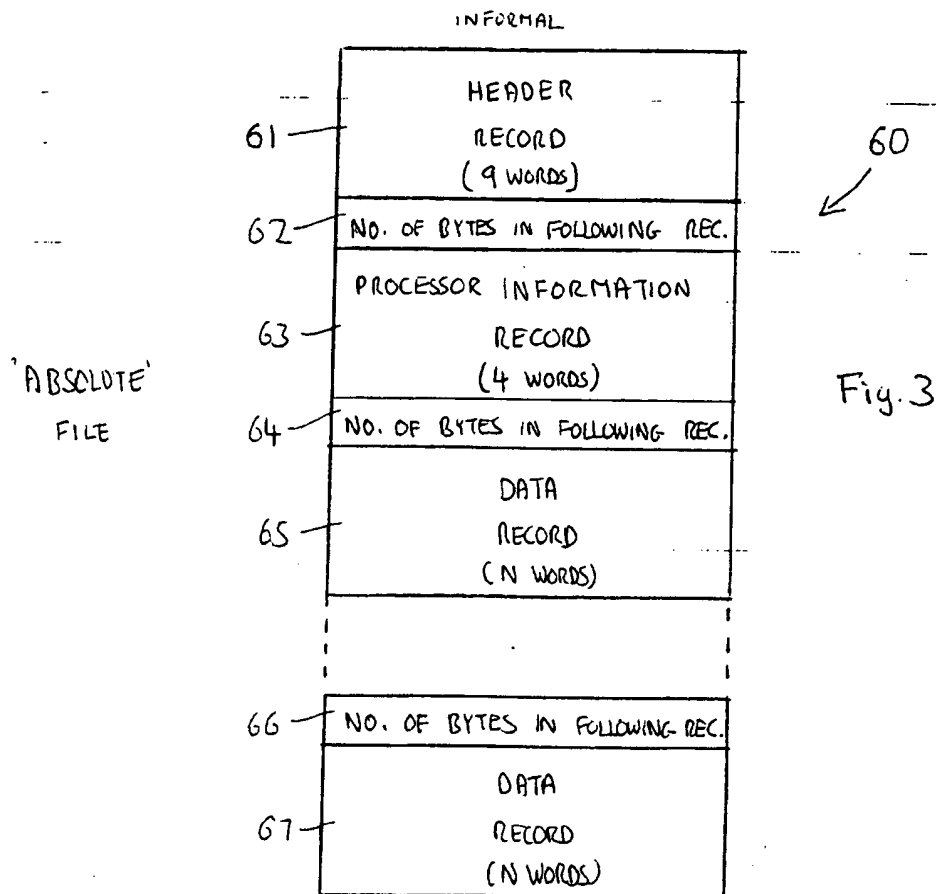 INFORMAL
HEADER
61
RECORD
(9 WORDS)
60
62
NO. OF BYTES IN FOLLOWING REC.
PROCESSOR INFORMATION
63
RECORD
(4 WORDS)
'ABSOLUTE'
FILE
Fig. 3
64
NO. OF BYTES IN FOLLOWING REC.
DATA
65
RECORD
(N WORDS)
66
NO. OF BYTES IN FOLLOWING REC.
DATA
67
RECORD
(N WORDS)